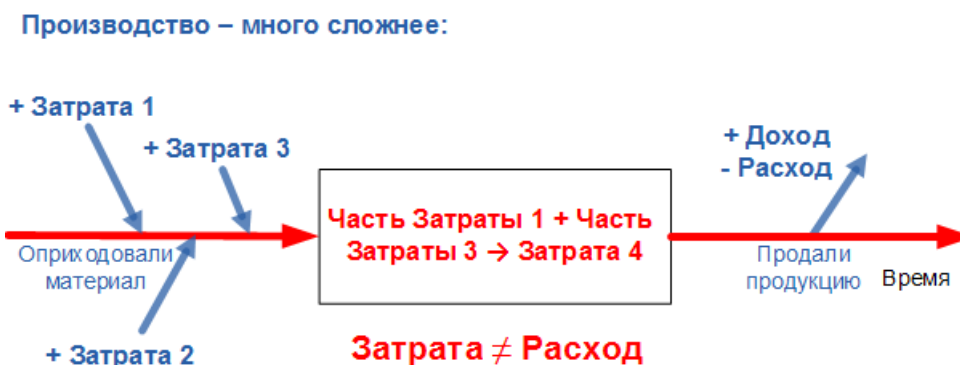 Производство – много сложнее:
+ Затрата 1
+ Затрата 3
+ Доход
- Расход
Часть Затраты 1 + Часть
Затраты 3 → Затрата 4
Оприходовали
материал
Продали
продукцию
Время
+ Затрата 2
Затрата ≠ Расход